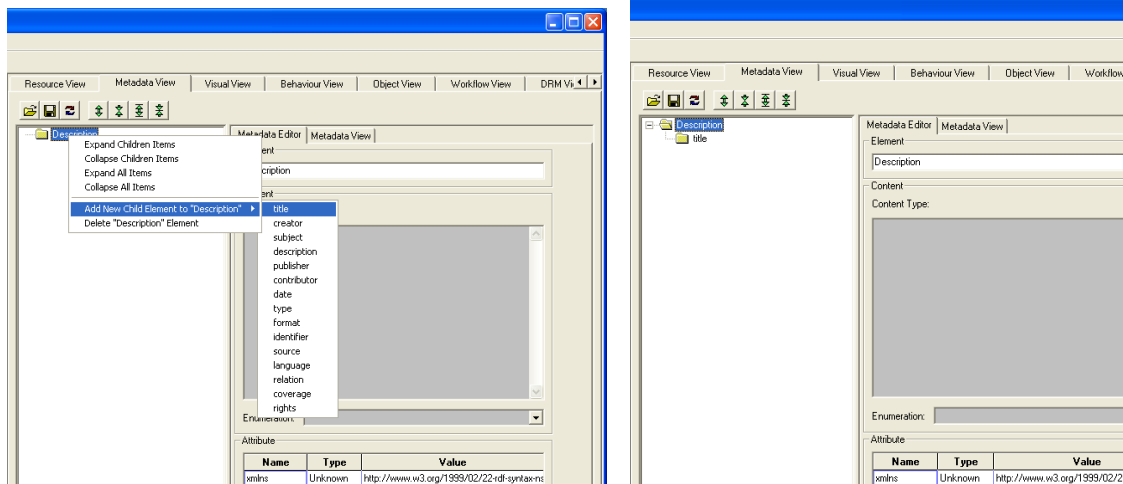 Resource View
Metadata View
Visual View
Behaviour View
Object View
Workflow View
DRM Vi
Description
Expand Children Items
Collapse Children Items
Expand All Items
Collapse All Items
Add New Child Element to "Description"
Delete "Description" Element
title
creator
subject
description
publisher
contributor
date
type
format
identifier
source
language
relation
coverage
rights
Metadata Editor
Metadata View
ent
cription
ent
Enumeration:
Attribute
Name Type Value
xmlns Unknown http://www.w3.org/1999/02/22-rdf-syntax-ns
Resource View
Metadata View
Visual View
Behaviour View
Object View
Workflow
Description
title
Metadata Editor
Metadata View
Element
Description
Content
Content Type:
Enumeration:
Attribute
Name Type Value
xmlns Unknown http://www.w3.org/1999/02/2